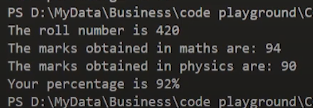 PS D:\MyData\Business\code playground\C
The roll number is 420
The marks obtained in maths are: 94
The marks obtained in physics are: 90
Your percentage is 92%
PS D:\MyData\Business\code playground\C